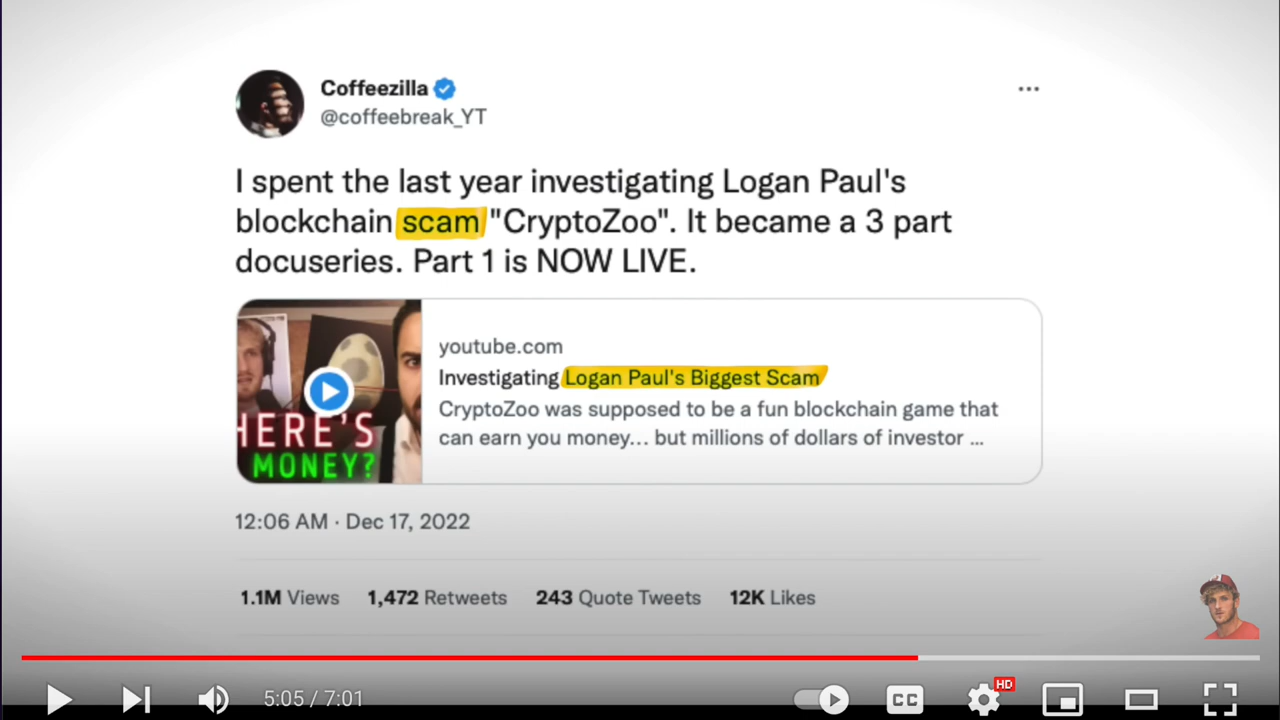 Coffeezilla
@coffeebreak_YT
I spent the last year investigating Logan Paul's
blockchain scam "CryptoZoo". It became a 3 part
docuseries. Part 1 is NOW LIVE.
HERE'S
MONEY?
youtube.com
Investigating Logan Paul's Biggest Scam
CryptoZoo was supposed to be a fun blockchain game that
can earn you money... but millions of dollars of investor ...
12:06 AM · Dec 17, 2022
1.1M Views 1,472 Retweets 243 Quote Tweets 12K Likes
5:05 / 7:01
CC
HD